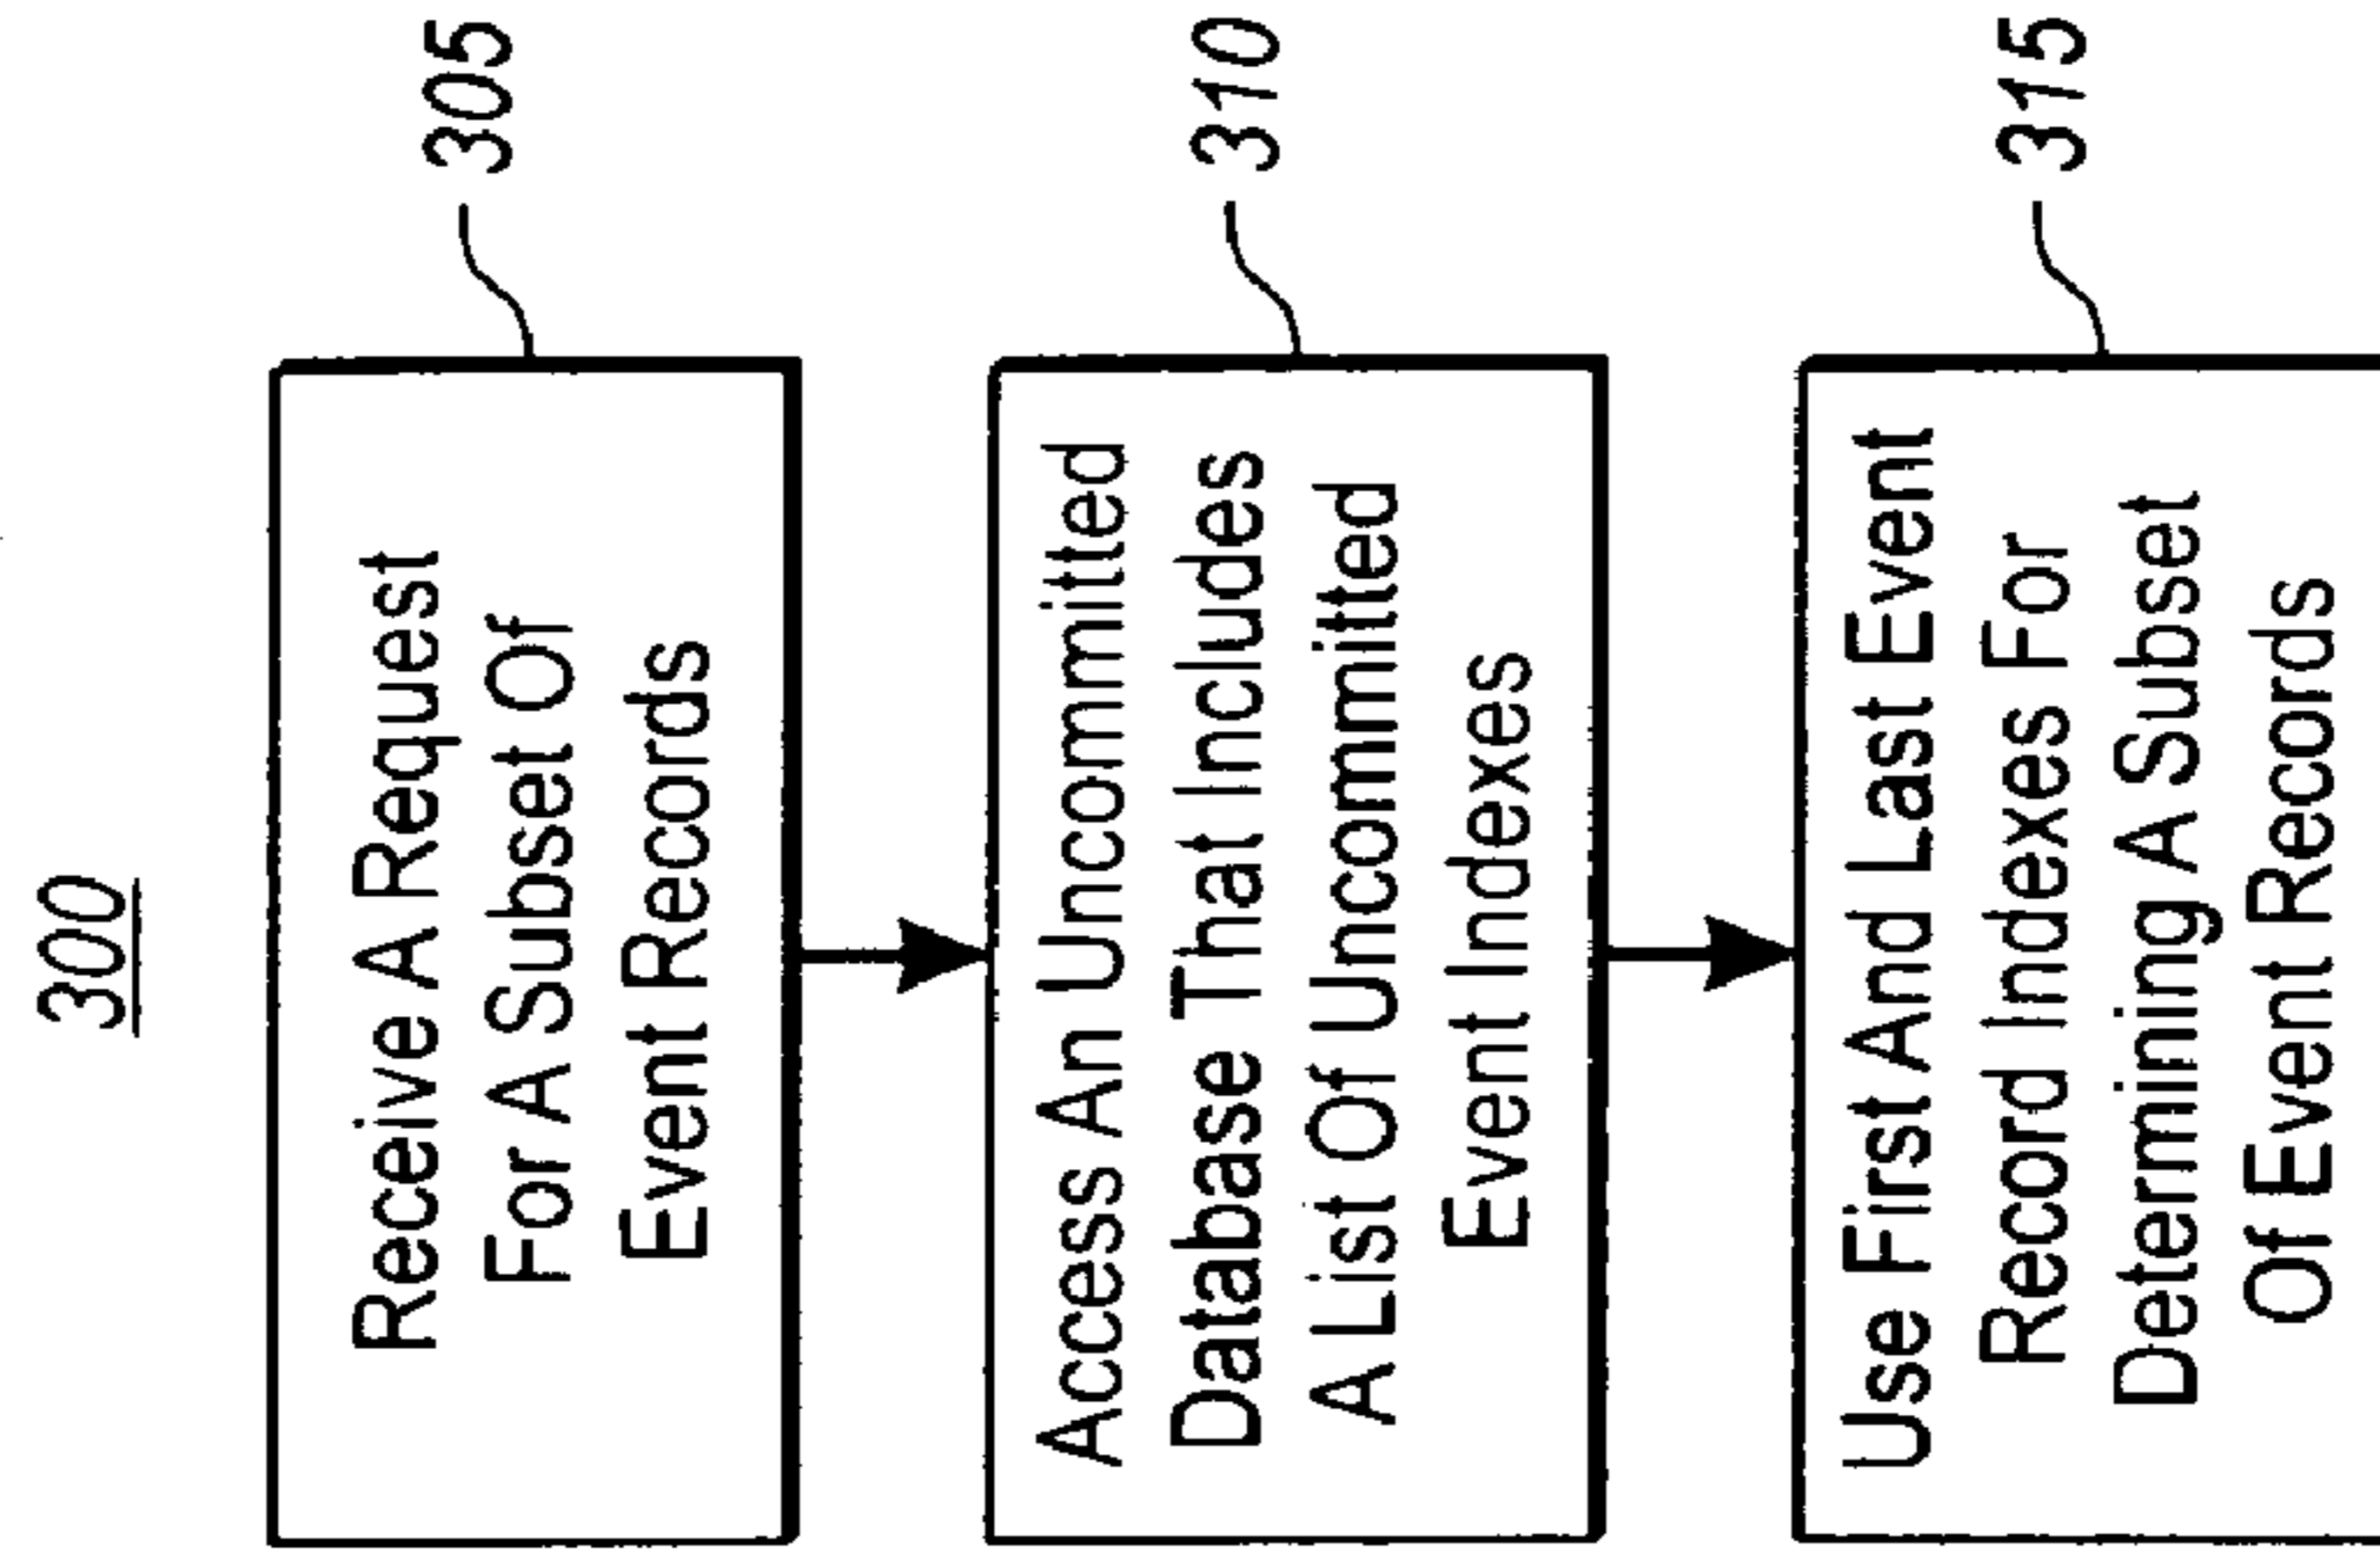 300
Receive A Request
For A Subset Of
Event Records
305
Access An Uncommitted
Database That Includes
A List Of Uncommitted
Event Indexes
310
Use First And Last Event
Record Indexes For
Determining A Subset
Of Event Records
315